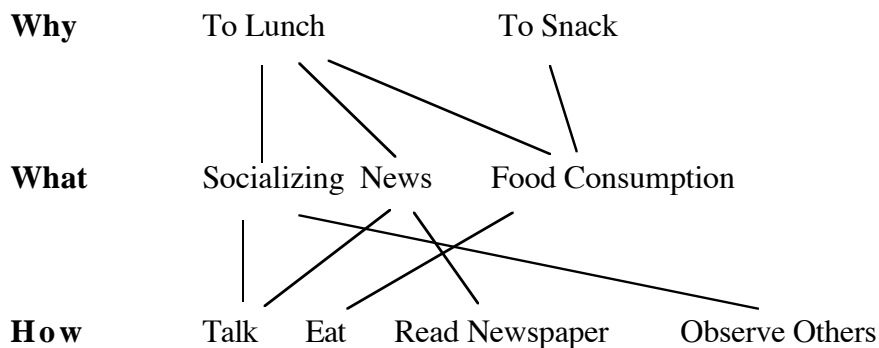 Why To Lunch To Snack
What Socializing News Food Consumption
How Talk Eat Read Newspaper Observe Others